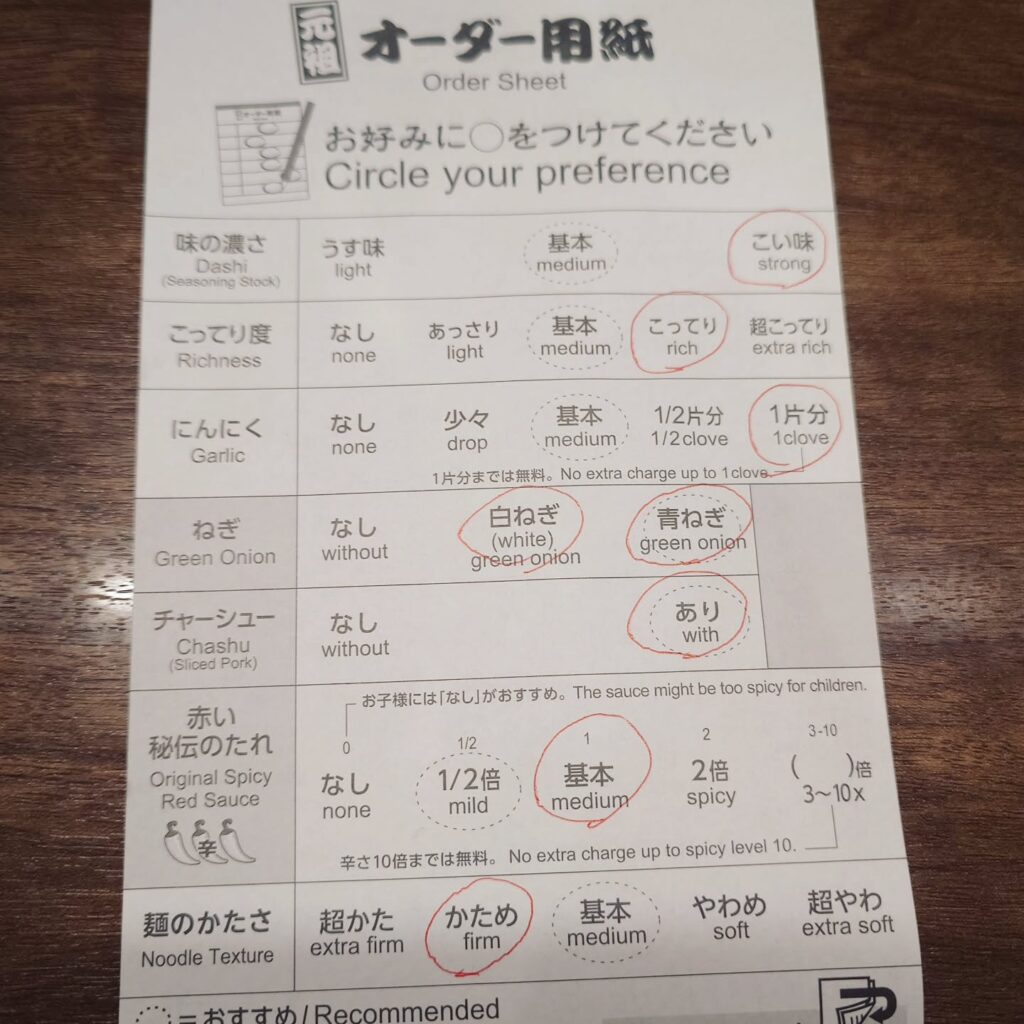 元祖 オーダー用紙
Order Sheet
お好みに○をつけてください
Circle your preference
味の濃さ
Dashi
(Seasoning Stock)
うす味
light
基本
medium
こい味
strong
こってり度
Richness
なし
none
あっさり
light
基本
medium
こってり
rich
超こってり
extra rich
にんにく
Garlic
なし
none
少々
drop
基本
medium
1/2片分
1/2clove
1片分
1clove
1片分までは無料。No extra charge up to 1clove.
ねぎ
Green Onion
なし
without
白ねぎ
(white)
green onion
青ねぎ
green onion
チャーシュー
Chashu
(Sliced Pork)
なし
without
あり
with
赤い
秘伝のたれ
Original Spicy
Red Sauce
辛
お子様には「なし」がおすすめ。The sauce might be too spicy for children.
0
なし
none
1/2
1/2倍
mild
1
基本
medium
2
2倍
spicy
3-10
(　)倍
3〜10x
辛さ10倍までは無料。No extra charge up to spicy level 10.
麺のかたさ
Noodle Texture
超かた
extra firm
かため
firm
基本
medium
やわめ
soft
超やわ
extra soft
=おすすめ/Recommended